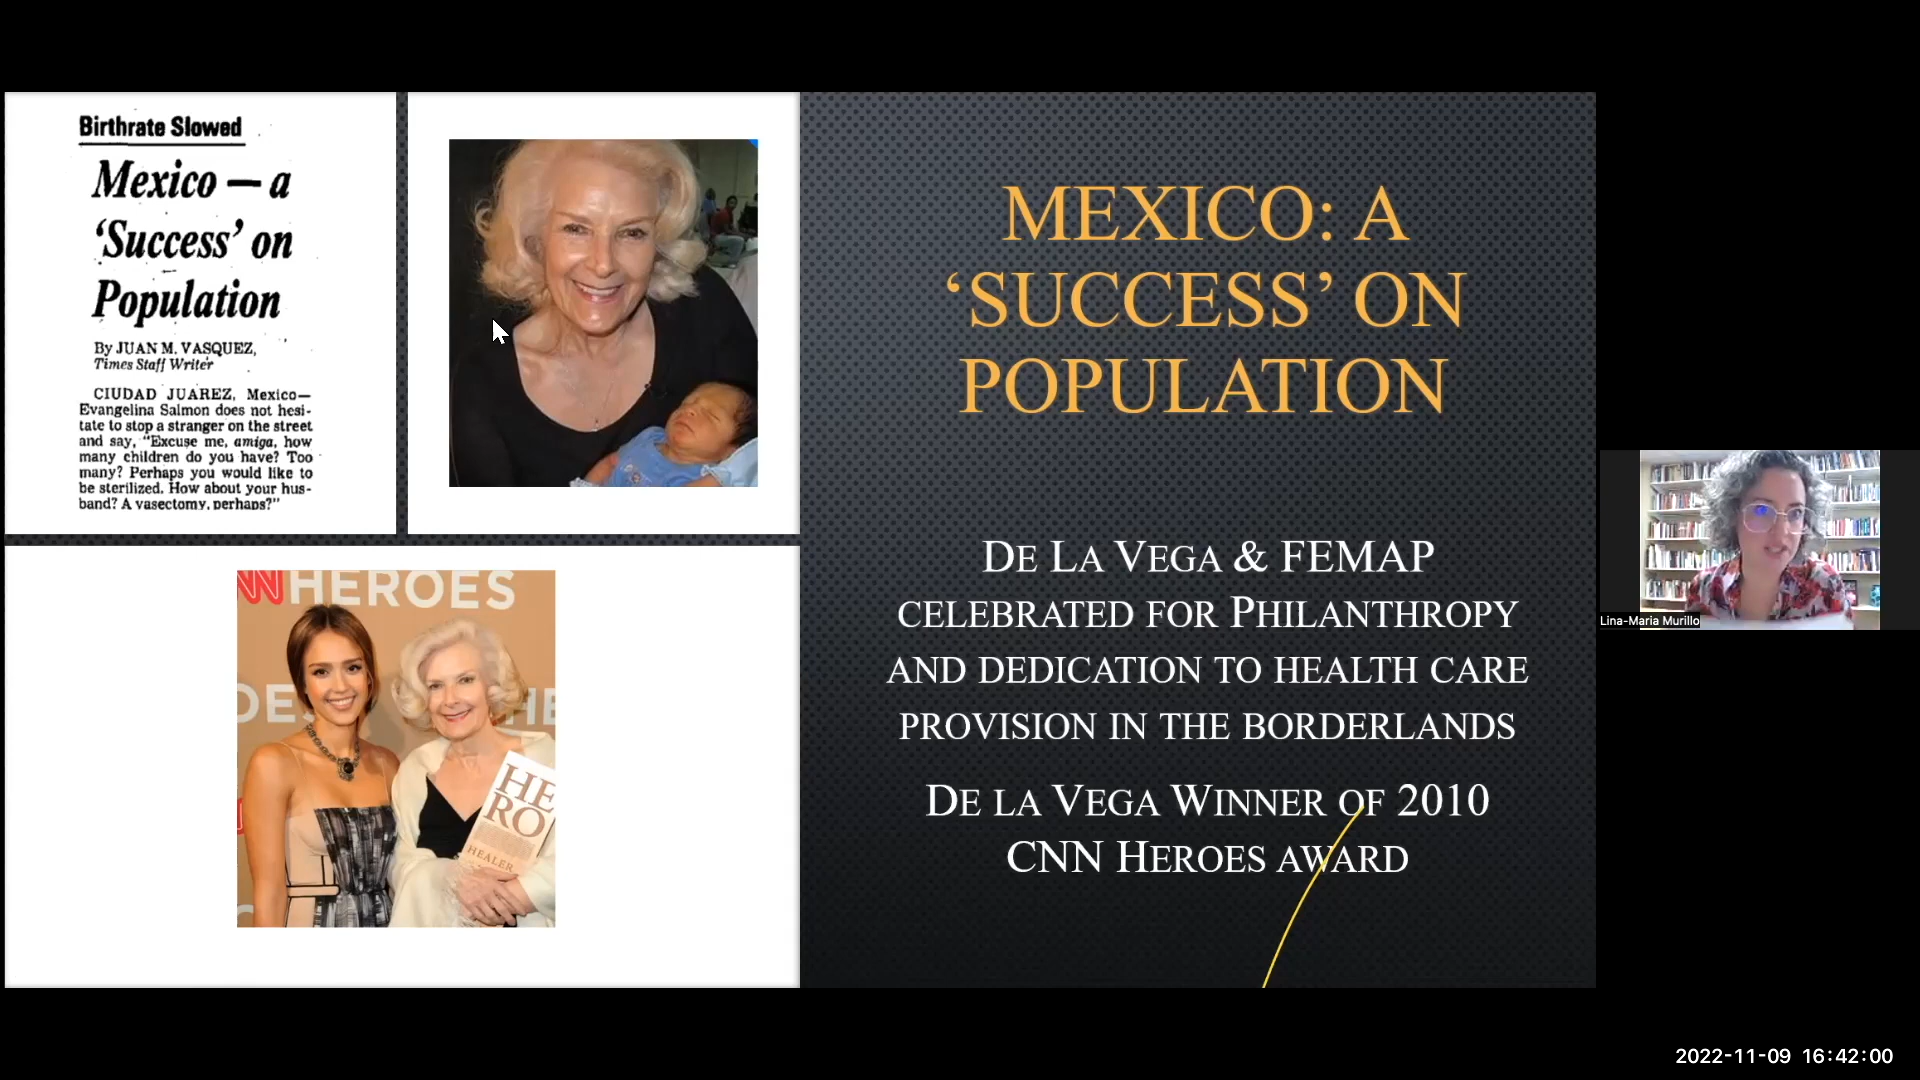 Birthrate Slowed
Mexico — a
‘Success’ on
Population
By JUAN M. VASQUEZ,
Times Staff Writer
CIUDAD JUAREZ, Mexico—
Evangelina Salmon does not hesi-
tate to stop a stranger on the street
and say, “Excuse me, amiga, how
many children do you have? Too
many? Perhaps you would like to
be sterilized. How about your hus-
band? A vasectomy, perhaps?”
NN HEROES
OES
HE
HE
RO
HEALER
MEXICO: A
‘SUCCESS’ ON
POPULATION
DE LA VEGA & FEMAP
CELEBRATED FOR PHILANTHROPY
AND DEDICATION TO HEALTH CARE
PROVISION IN THE BORDERLANDS
DE LA VEGA WINNER OF 2010
CNN HEROES AWARD
Lina-Maria Murillo
2022-11-09 16:42:00